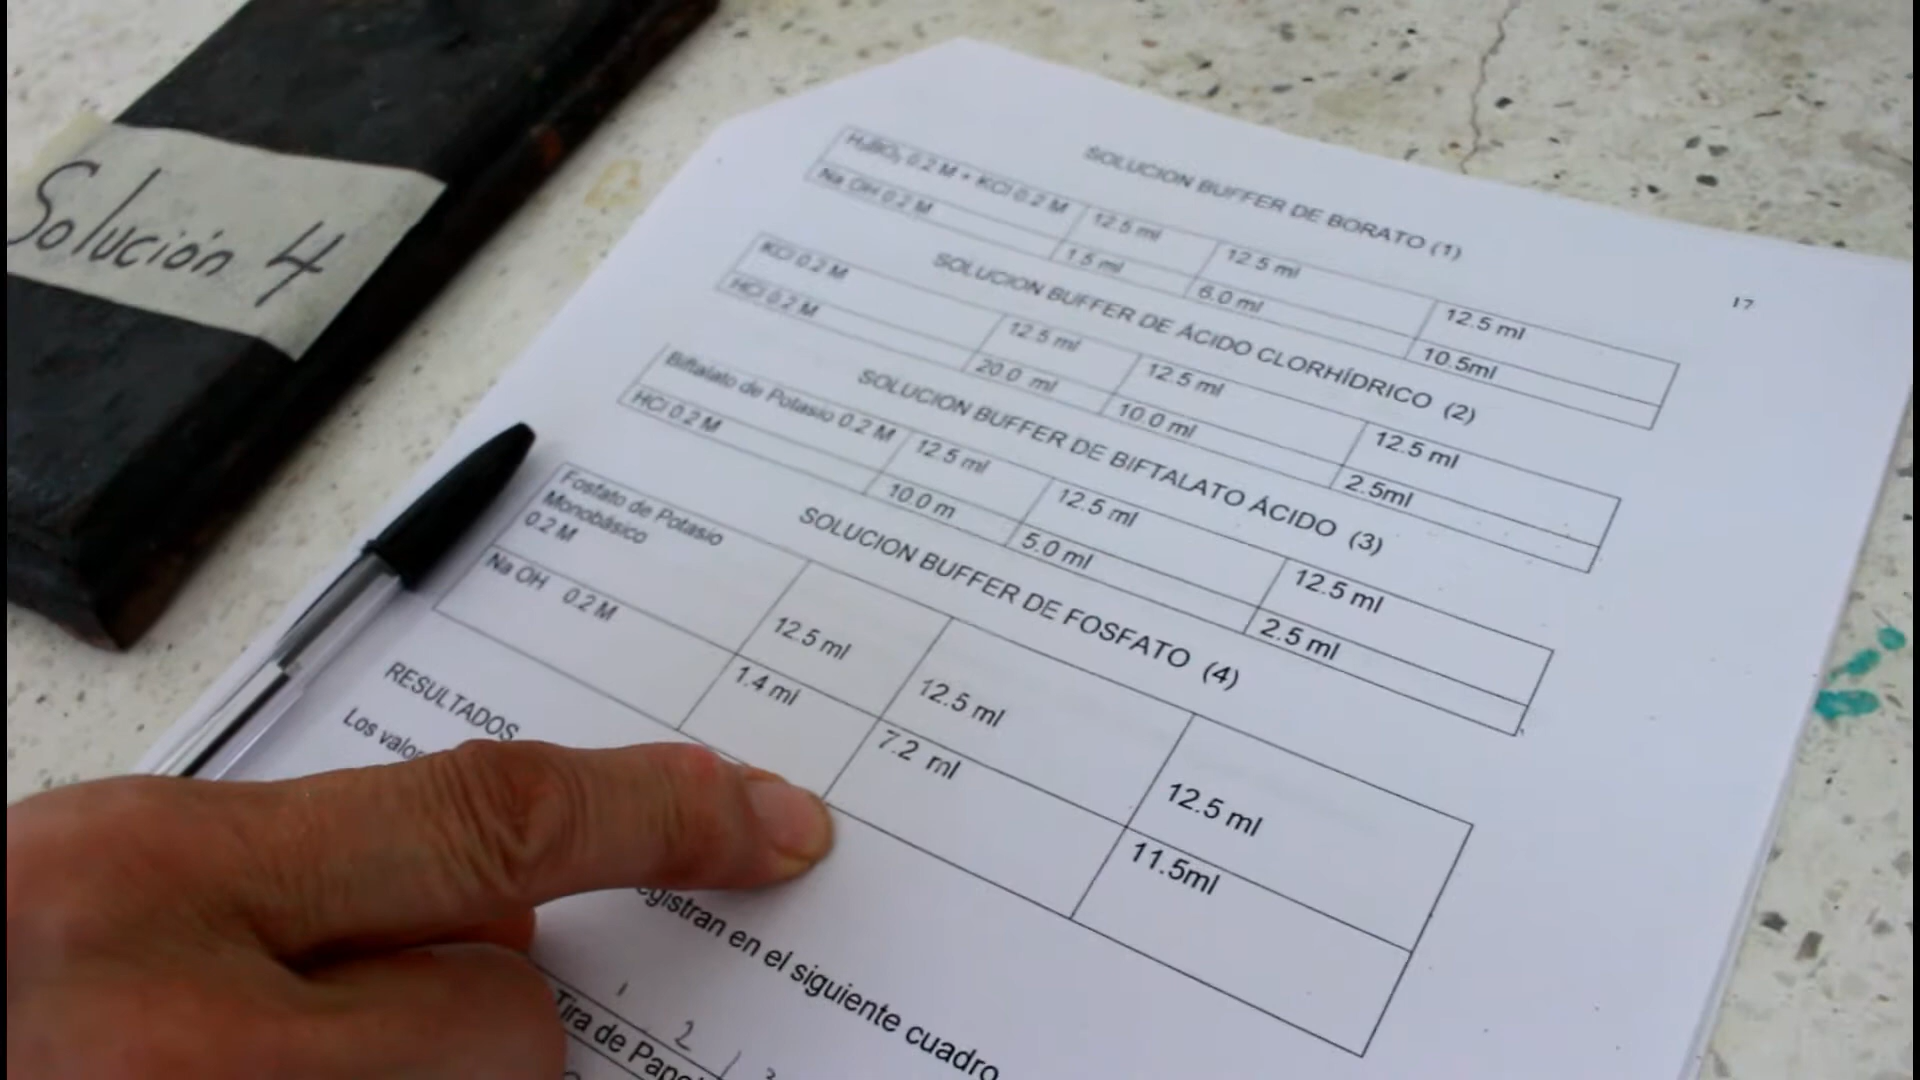 Solución 4
17
SOLUCION BUFFER DE BORATO (1)
H₃BO₃ 0.2 M + KCl 0.2 M 12.5 ml 12.5 ml 12.5 ml
Na OH 0.2 M 1.5 ml 6.0 ml 10.5ml
SOLUCION BUFFER DE ÁCIDO CLORHÍDRICO (2)
KCl 0.2 M 12.5 ml 12.5 ml 12.5 ml
HCl 0.2 M 20.0 ml 10.0 ml 2.5ml
SOLUCION BUFFER DE BIFTALATO ÁCIDO (3)
Biftalato de Potasio 0.2 M 12.5 ml 12.5 ml 12.5 ml
HCl 0.2 M 10.0 m 5.0 ml 2.5 ml
SOLUCION BUFFER DE FOSFATO (4)
Fosfato de Potasio
Monobásico
0.2 M 12.5 ml 12.5 ml 12.5 ml
Na OH 0.2 M 1.4 ml 7.2 ml 11.5ml
RESULTADOS
Los
en el siguiente cuadro
1 2 3
Tira de